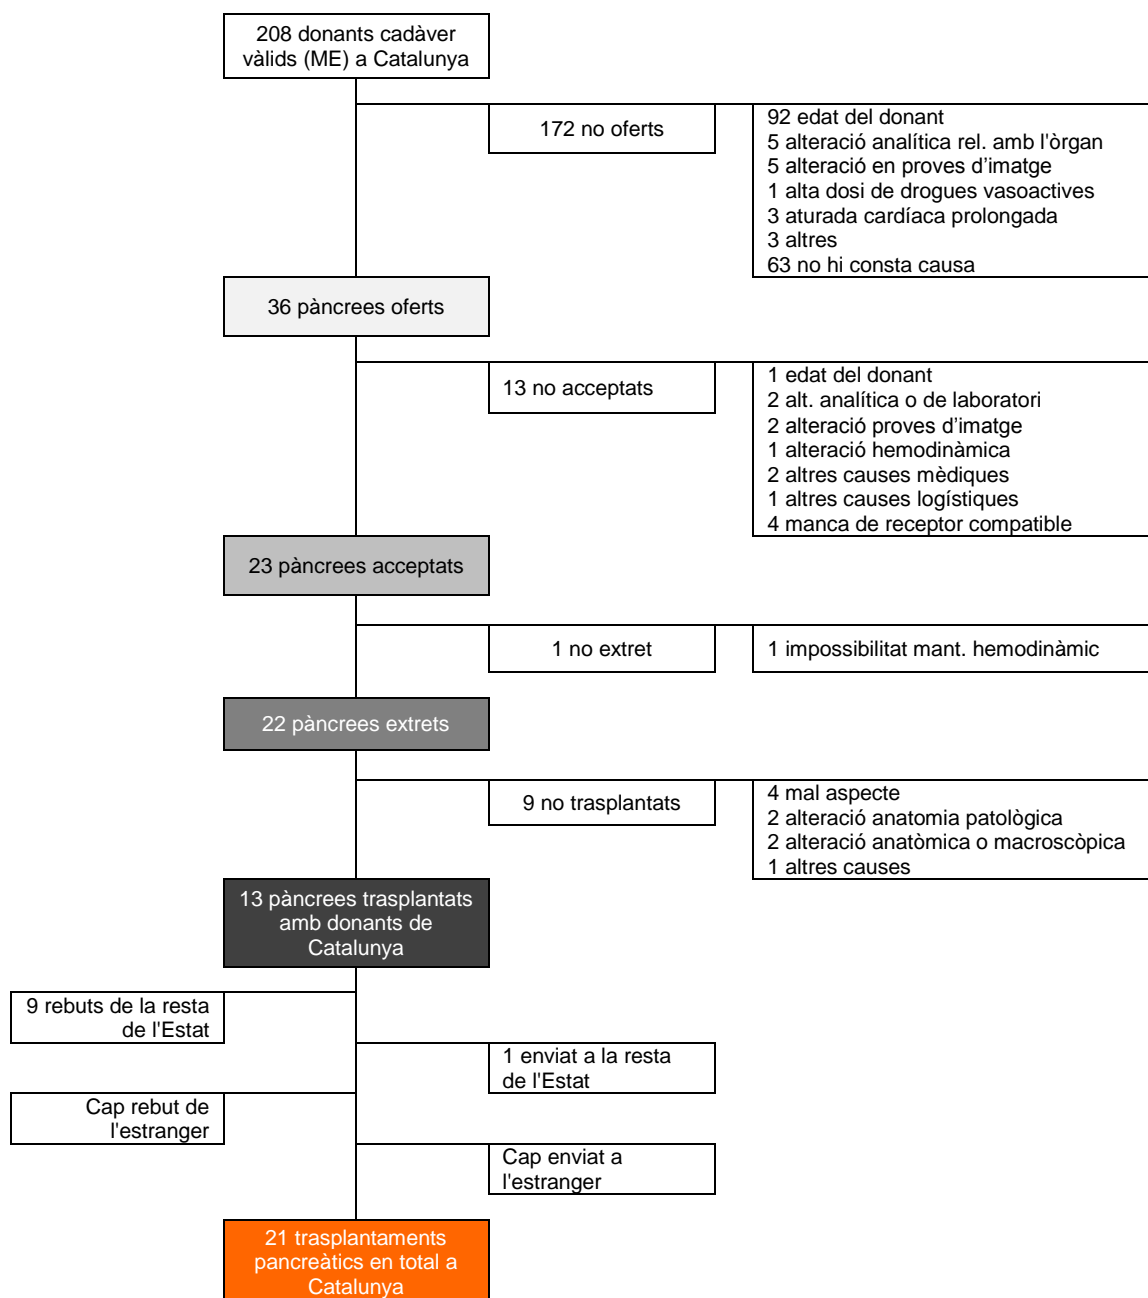 208 donants cadàver
vàlids (ME) a Catalunya
172 no oferts
92 edat del donant
5 alteració analítica rel. amb l'òrgan
5 alteració en proves d’imatge
1 alta dosi de drogues vasoactives
3 aturada cardíaca prolongada
3 altres
63 no hi consta causa
36 pàncrees oferts
13 no acceptats
1 edat del donant
2 alt. analítica o de laboratori
2 alteració proves d’imatge
1 alteració hemodinàmica
2 altres causes mèdiques
1 altres causes logístiques
4 manca de receptor compatible
23 pàncrees acceptats
1 no extret
1 impossibilitat mant. hemodinàmic
22 pàncrees extrets
9 no trasplantats
4 mal aspecte
2 alteració anatomia patològica
2 alteració anatòmica o macroscòpica
1 altres causes
13 pàncrees trasplantats
amb donants de
Catalunya
9 rebuts de la resta
de l'Estat
1 enviat a la resta
de l'Estat
Cap rebut de
l'estranger
Cap enviat a
l'estranger
21 trasplantaments
pancreàtics en total a
Catalunya